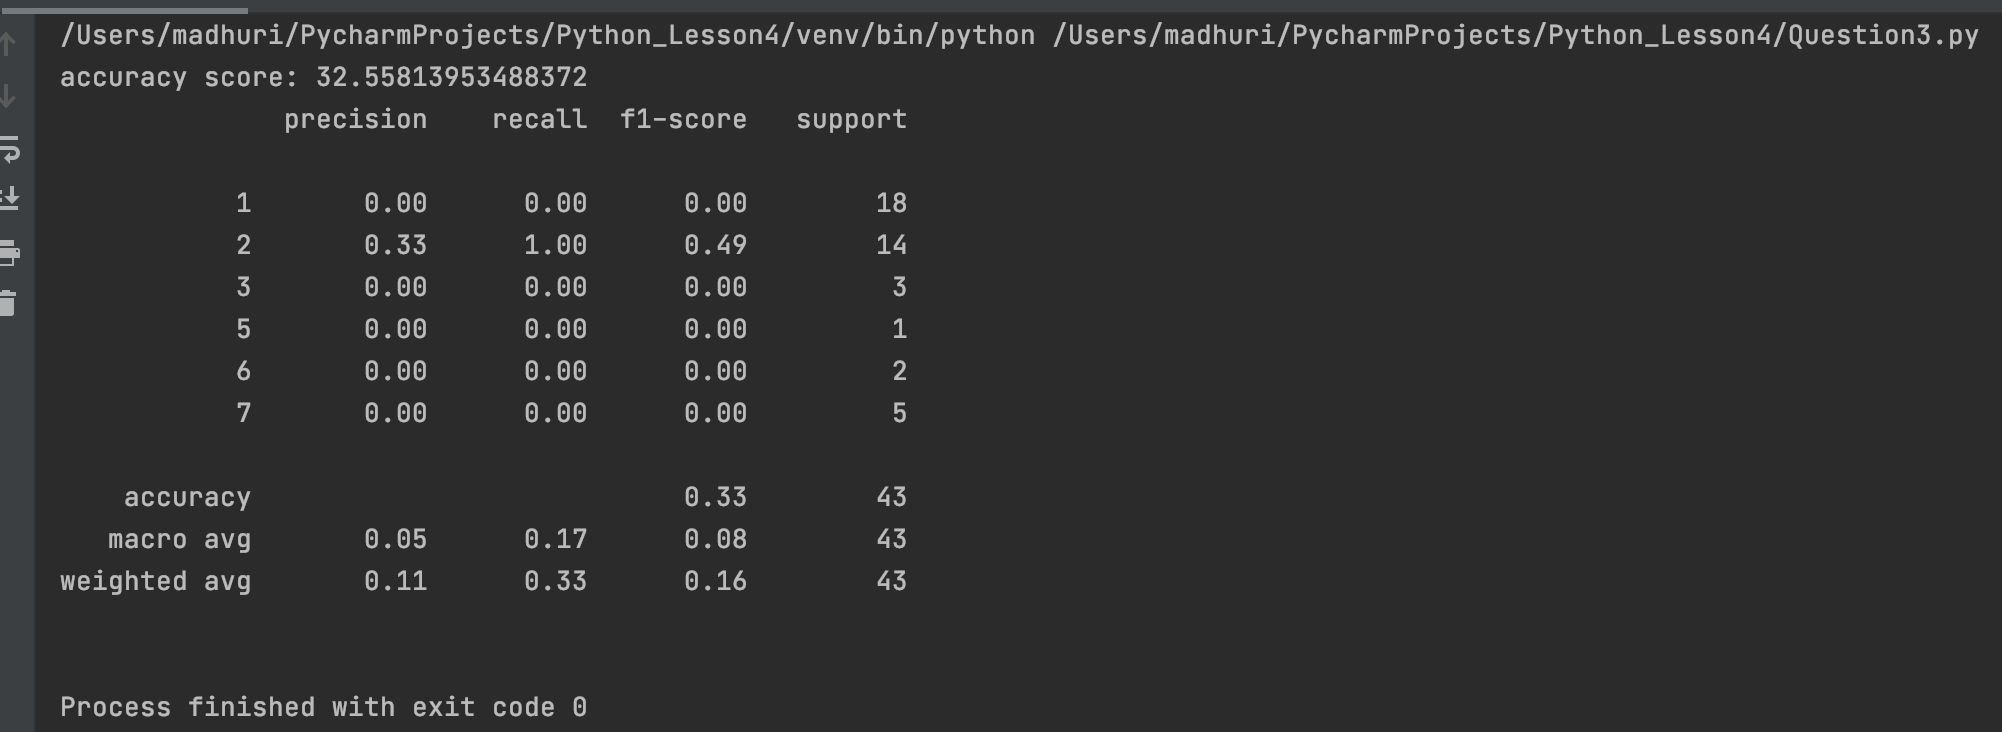 /Users/madhuri/PycharmProjects/Python_Lesson4/venv/bin/python /Users/madhuri/PycharmProjects/Python_Lesson4/Question3.py
accuracy score: 32.55813953488372
              precision    recall  f1-score   support

           1       0.00      0.00      0.00        18
           2       0.33      1.00      0.49        14
           3       0.00      0.00      0.00         3
           5       0.00      0.00      0.00         1
           6       0.00      0.00      0.00         2
           7       0.00      0.00      0.00         5

    accuracy                           0.33        43
   macro avg       0.05      0.17      0.08        43
weighted avg       0.11      0.33      0.16        43

Process finished with exit code 0